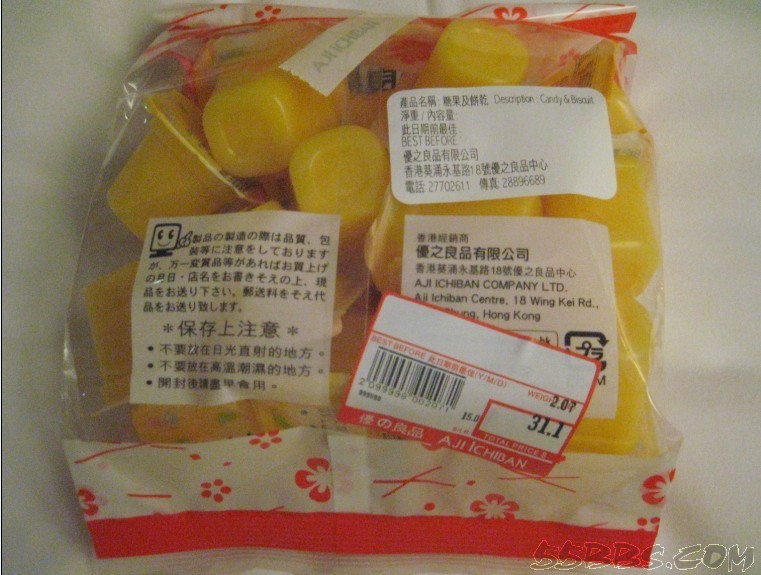 AJI ICHIBAN
產品名稱: 糖果及餅乾 Description: Candy & Biscuit
淨重/內容量:
此日期前最佳
BEST BEFORE
優之良品有限公司
香港葵涌永基路18號優之良品中心
電話: 27702611 傳真: 28896689
製品の製造の際は品質、包
装等に注意をしております
が、万一変質品等があればお買上げ
の月日・店名をお書きそえの上、現
品をお送り下さい。郵送料をそえ代
品をお送り致します。
*保存上注意*
•不要放在日光直射的地方。
•不要放在高溫潮濕的地方。
•開封後請盡早食用。
香港經銷商
優之良品有限公司
香港葵涌永基路18號優之良品中心
AJI ICHIBAN COMPANY LTD.
Aji Ichiban Centre, 18 Wing Kei Rd.,
Hong Kong
プラ
BEST BEFORE 此日期前最佳(Y/M/D)
2.07
2 099990 002071
15.0
31.1
TOTAL PRICE $
優の良品 AJI ICHIBAN
55BBS.COM